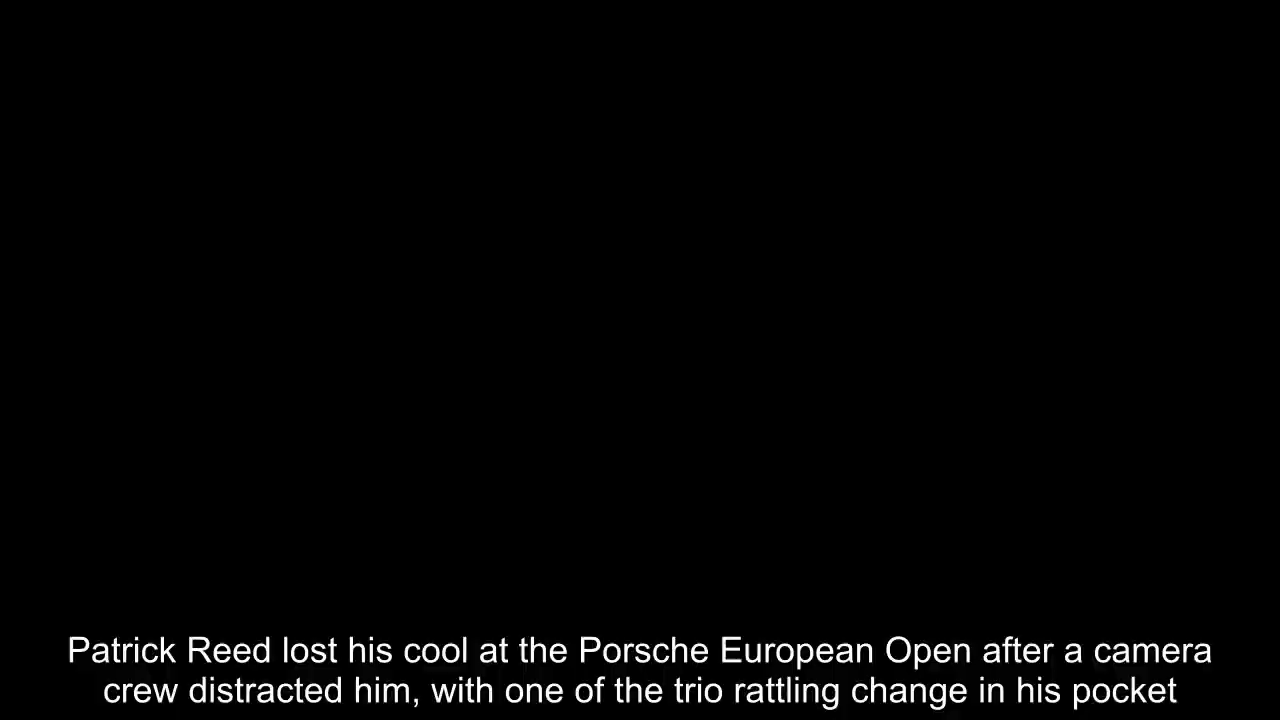 Patrick Reed lost his cool at the Porsche European Open after a camera
crew distracted him, with one of the trio rattling change in his pocket